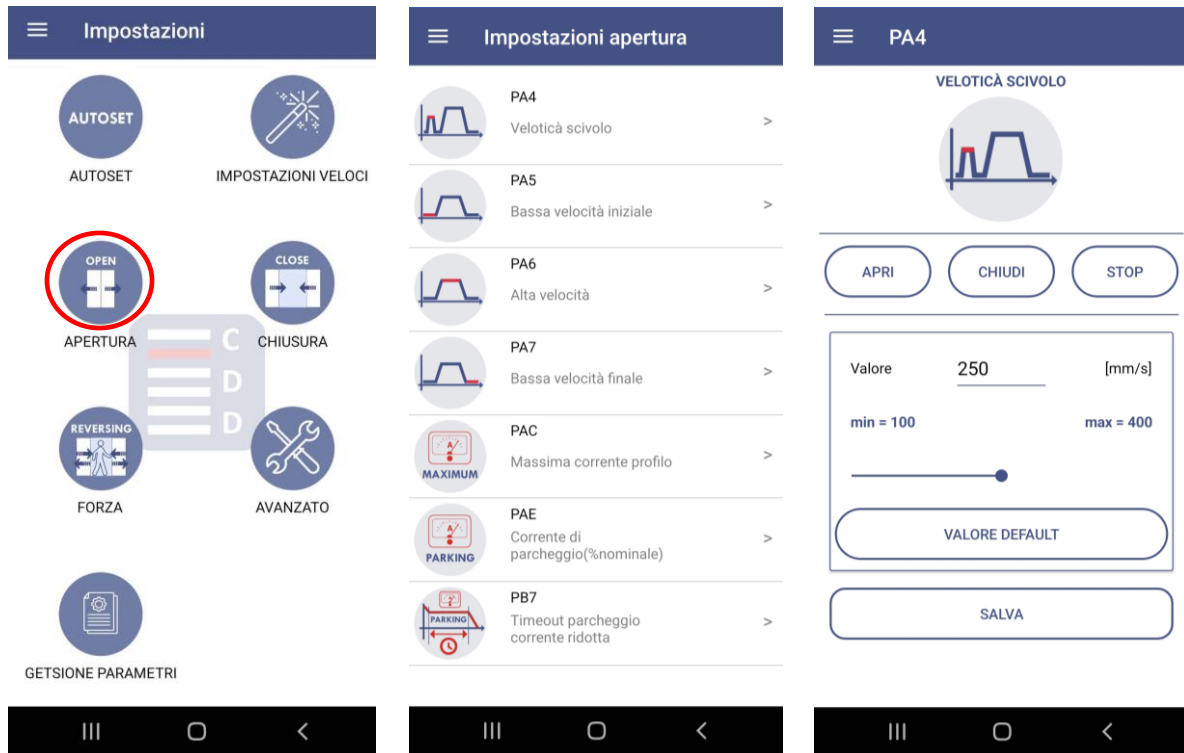 Impostazioni
AUTOSET
AUTOSET
IMPOSTAZIONI VELOCI
OPEN
APERTURA
CLOSE
CHIUSURA
C
D
D
REVERSING
FORZA
AVANZATO
GETSIONE PARAMETRI
Impostazioni apertura
PA4
Veloticà scivolo
>
PA5
Bassa velocità iniziale
>
PA6
Alta velocità
>
PA7
Bassa velocità finale
>
PAC
Massima corrente profilo
>
A
MAXIMUM
PAE
Corrente di
parcheggio(%nominale)
>
A
PARKING
PB7
Timeout parcheggio
corrente ridotta
>
PARKING
PA4
VELOTICÀ SCIVOLO
APRI
CHIUDI
STOP
Valore 250 [mm/s]
min = 100 max = 400
VALORE DEFAULT
SALVA